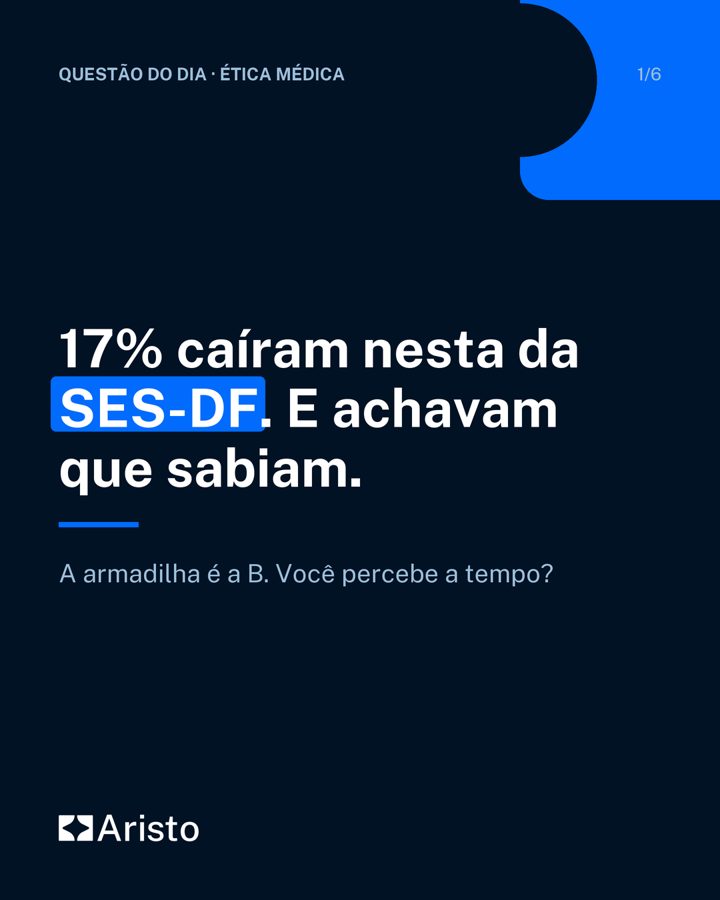 QUESTÃO DO DIA · ÉTICA MÉDICA
1/6
17% caíram nesta da
SES-DF. E achavam
que sabiam.
A armadilha é a B. Você percebe a tempo?
Aristo